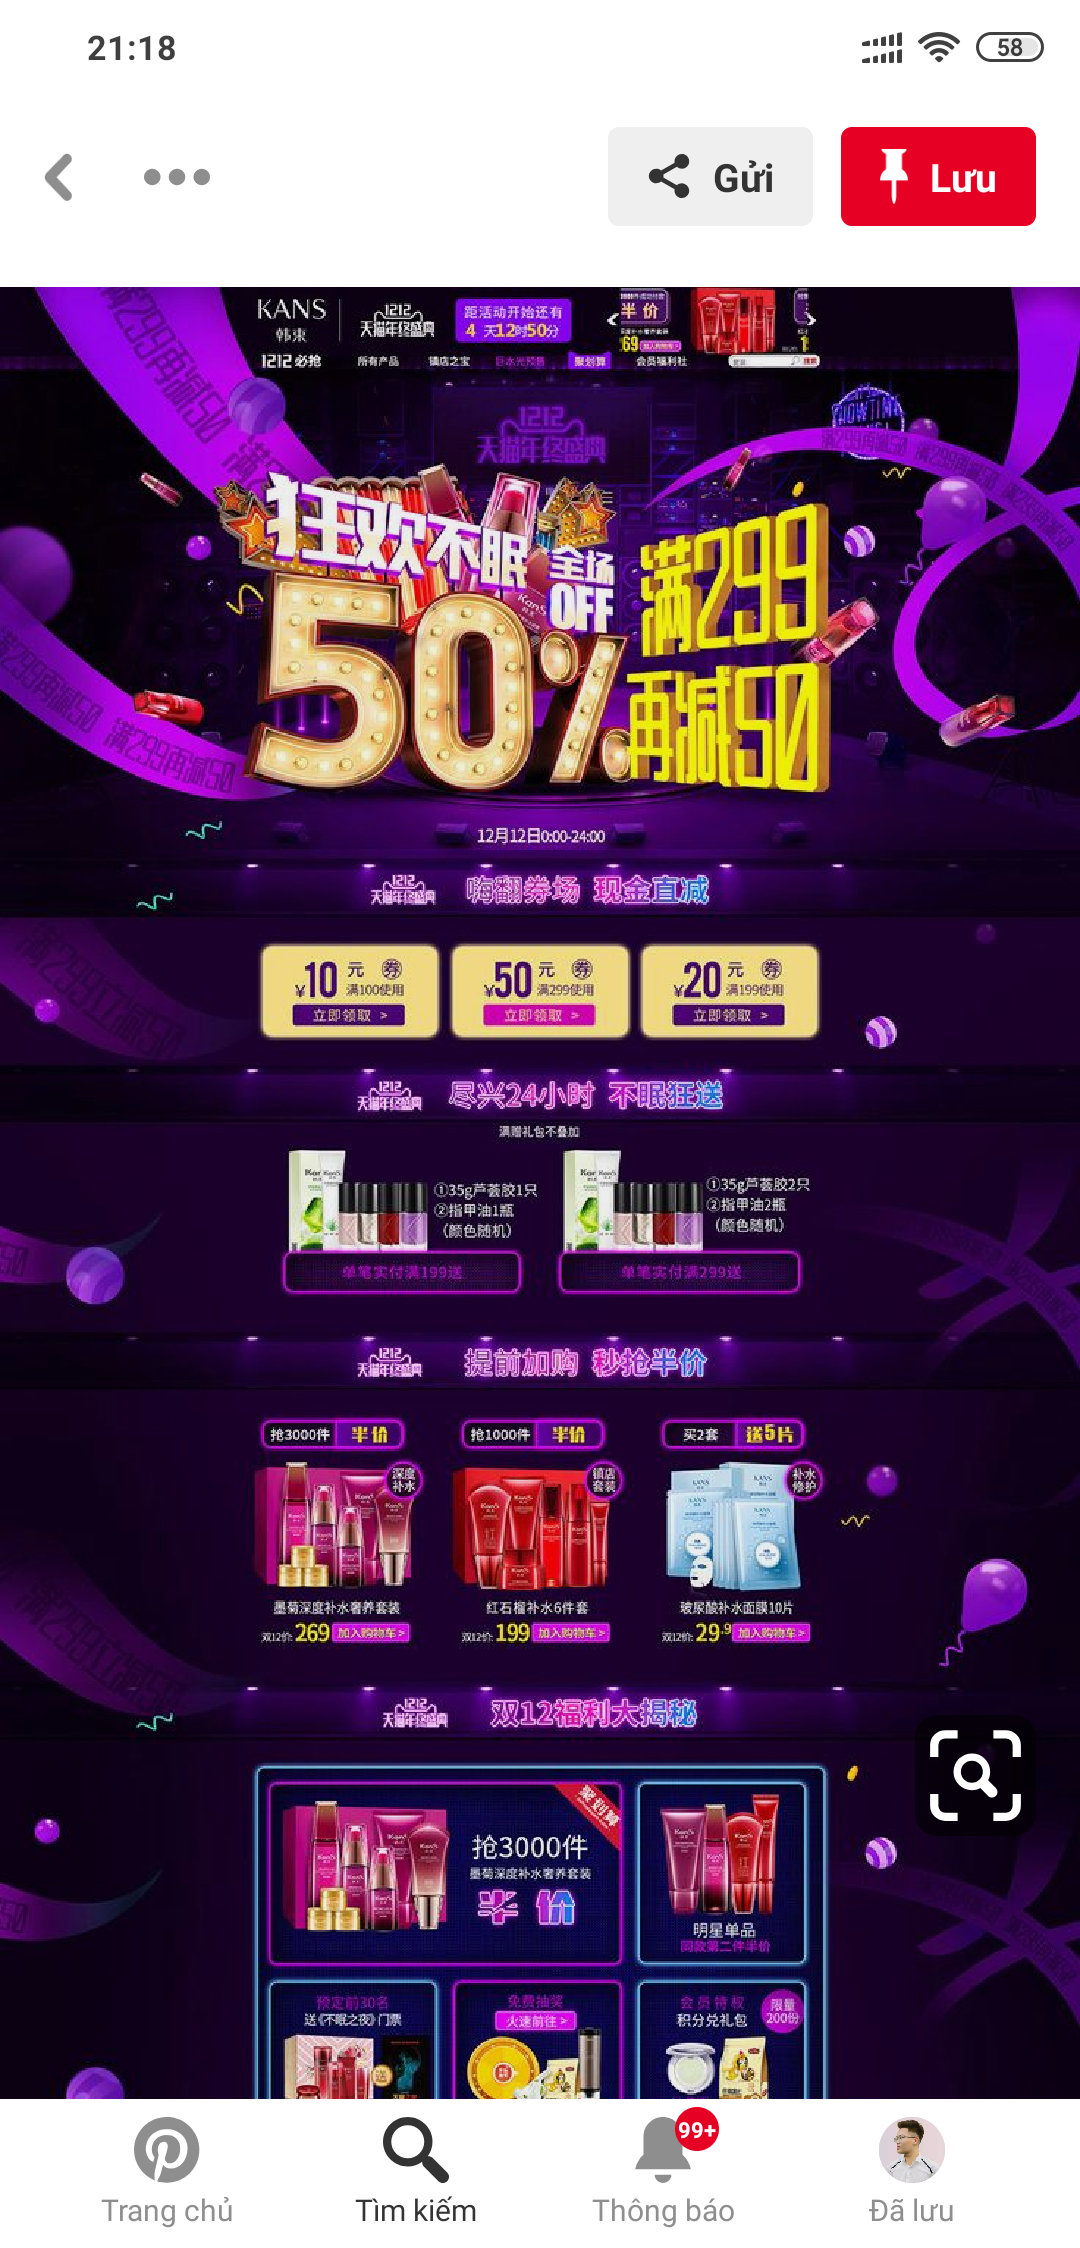 21:18
58
Gửi
Lưu
KANS
韩束
1212
天猫年终盛典
距活动开始还有
4 天12时50分
半价
1212 必抢
所有产品
镇店之宝
巨水光预售
聚划算
会员福利社
搜索
1212
天猫年终盛典
狂欢不眠
全场
OFF
50%
满299
再减50
满299再减50
12月12日0:00-24:00
1212
天猫年终盛典
嗨翻券场 现金直减
¥10 元 券
满100使用
立即领取 >
¥50 元 券
满299使用
立即领取 >
¥20 元 券
满199使用
立即领取 >
1212
天猫年终盛典
尽兴24小时 不眠狂送
满赠礼包不叠加
①35g芦荟胶1只
②指甲油1瓶
(颜色随机)
单笔实付满199送
①35g芦荟胶2只
②指甲油2瓶
(颜色随机)
单笔实付满299送
1212
天猫年终盛典
提前加购 秒抢半价
抢3000件 半价
深度
补水
墨菊深度补水奢养套装
双12价: 269 加入购物车>
抢1000件 半价
镇店
套装
红石榴补水6件套
双12价: 199 加入购物车>
买2套 送5片
补水
修护
玻尿酸补水面膜10片
双12价: 29.9 加入购物车>
1212
天猫年终盛典
双12福利大揭秘
聚划算
抢3000件
墨菊深度补水奢养套装
半价
明星单品
同款第二件半价
预定前30名
送《不眠之夜》门票
免费抽奖
火速前往 >
会员特权
积分兑礼包
限量
200份
99+
Trang chủ
Tìm kiếm
Thông báo
Đã lưu